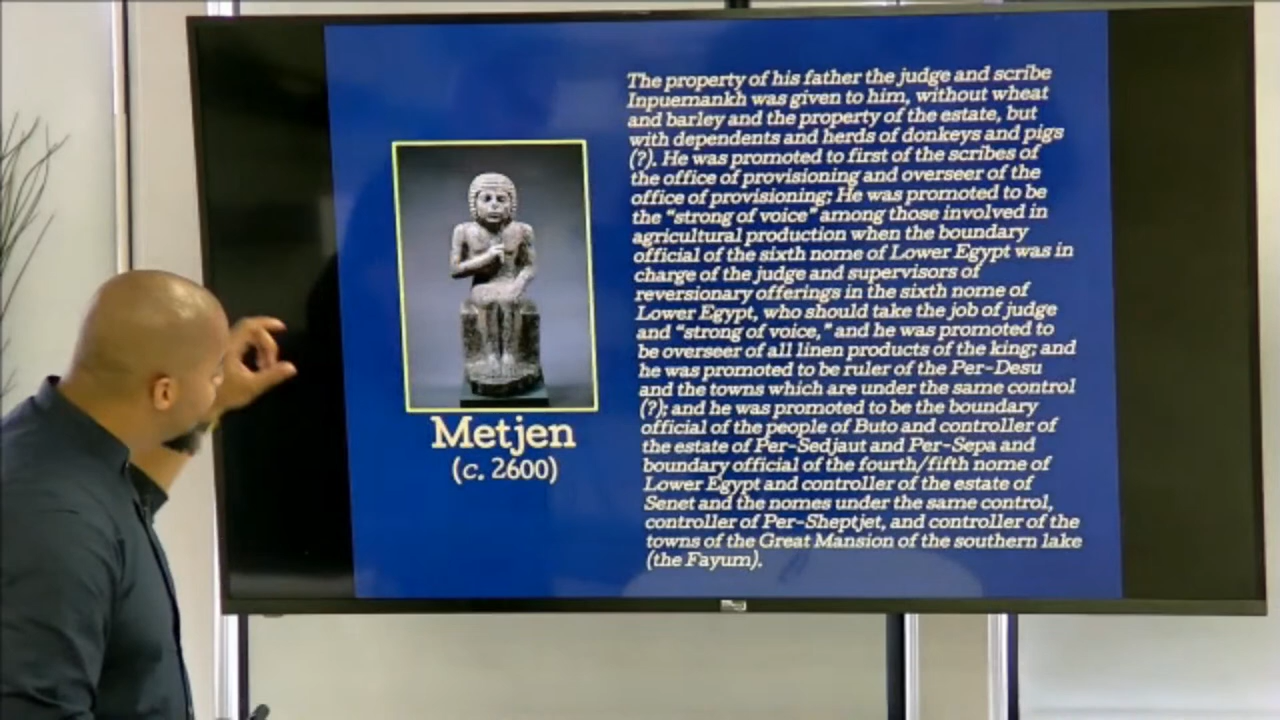 The property of his father the judge and scribe
Inpuemankh was given to him, without wheat
and barley and the property of the estate, but
with dependents and herds of donkeys and pigs
(?). He was promoted to first of the scribes of
the office of provisioning and overseer of the
office of provisioning; He was promoted to be
the “strong of voice” among those involved in
agricultural production when the boundary
official of the sixth nome of Lower Egypt was in
charge of the judge and supervisors of
reversionary offerings in the sixth nome of
Lower Egypt, who should take the job of judge
and “strong of voice,” and he was promoted to
be overseer of all linen products of the king; and
he was promoted to be ruler of the Per-Desu
and the towns which are under the same control
(?); and he was promoted to be the boundary
official of the people of Buto and controller of
the estate of Per-Sedjaut and Per-Sepa and
boundary official of the fourth/fifth nome of
Lower Egypt and controller of the estate of
Senet and the nomes under the same control,
controller of Per-Sheptjet, and controller of the
towns of the Great Mansion of the southern lake
(the Fayum).
Metjen
(c. 2600)